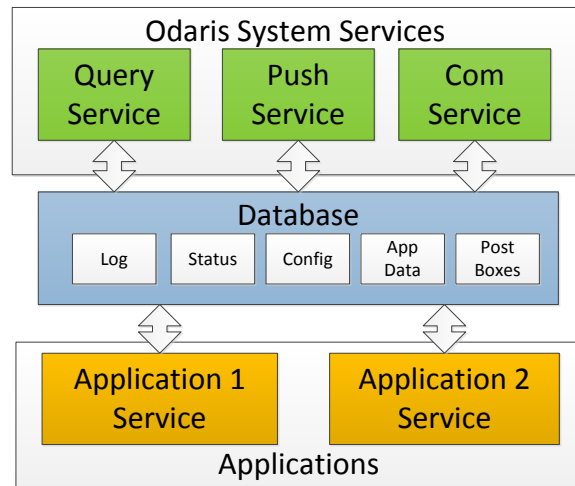 Odaris System Services
Query
Service
Push
Service
Com
Service
Database
Log
Status
Config
App
Data
Post
Boxes
Application 1
Service
Application 2
Service
Applications